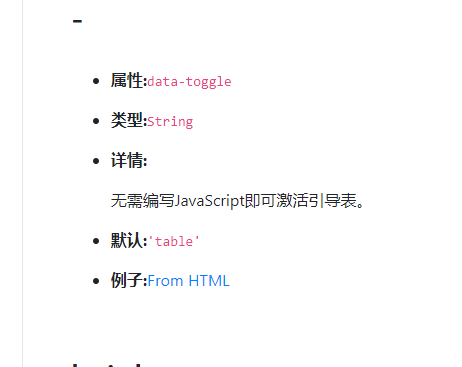 -
属性:data-toggle
类型:String
详情:
无需编写JavaScript即可激活引导表。
默认:'table'
例子:From HTML